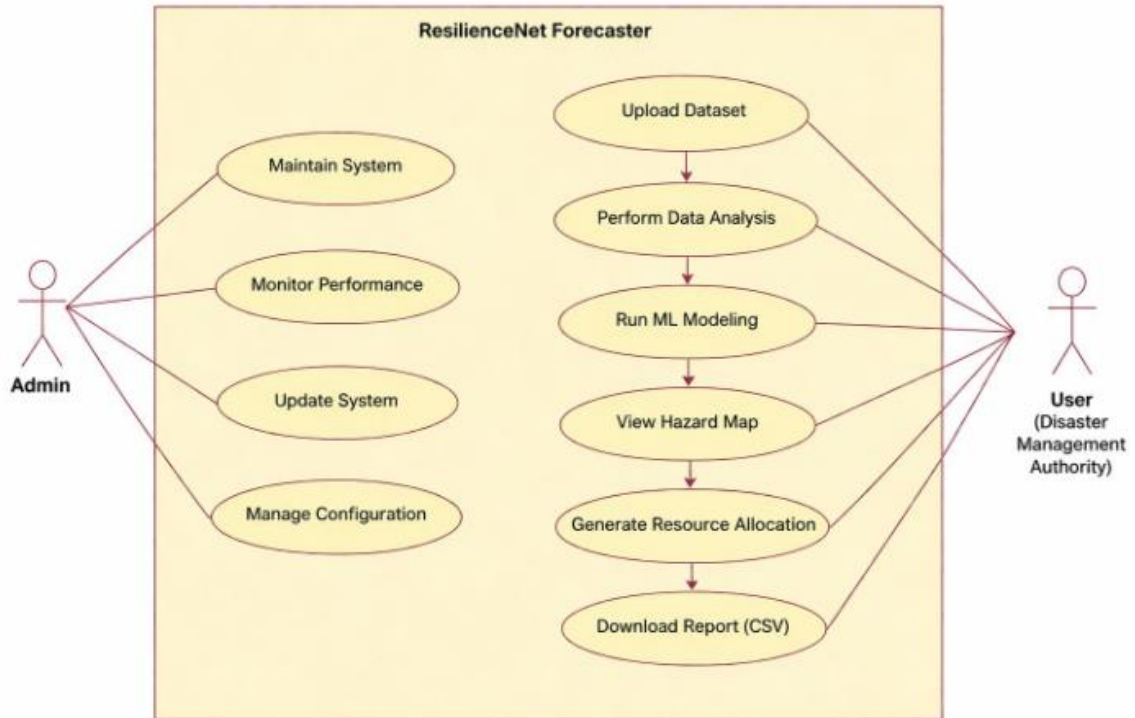 ResilienceNet Forecaster
Maintain System
Monitor Performance
Update System
Manage Configuration
Admin
Upload Dataset
Perform Data Analysis
Run ML Modeling
View Hazard Map
Generate Resource Allocation
Download Report (CSV)
User
(Disaster
Management
Authority)